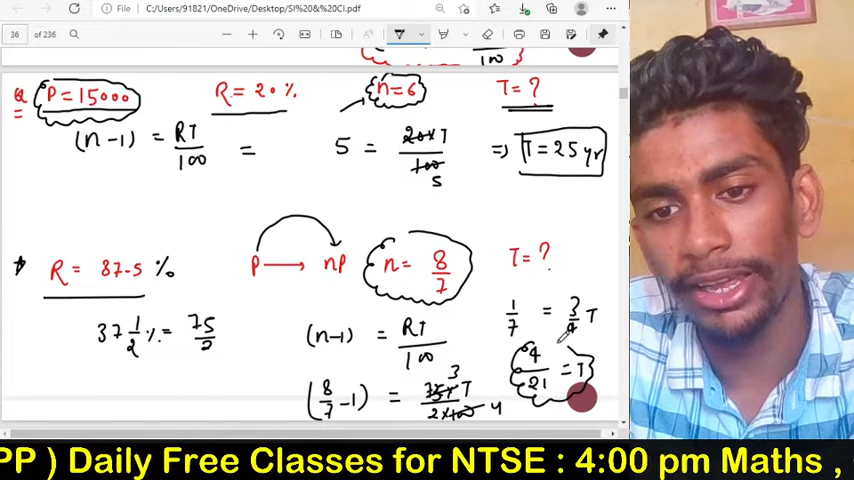 File
C:/Users/91821/OneDrive/Desktop/SI%20&%20CI.pdf
36 of 236
100
Q P = 15000 R = 20 % n = 6 T = ?
(n-1) = RT/100 = 5 = 20×T/100 5 => T = 25 yr
R = 87.5 % P → nP n = 8/7 T = ?
37 1/2 % = 75/2 (n-1) = RT/100 1/7 = 3/4 T
(8/7 - 1) = 75× T/2×100 3 4 4/21 = T
PP ) Daily Free Classes for NTSE : 4:00 pm Maths ,